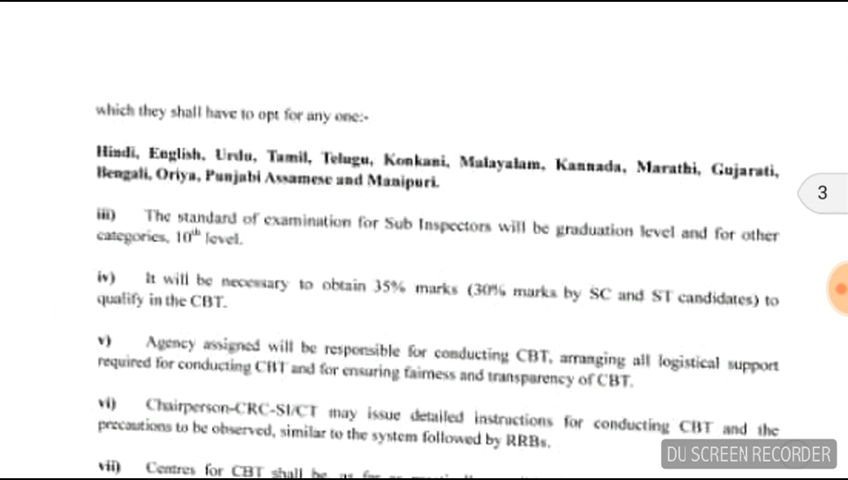 which they shall have to opt for any one:-
Hindi, English, Urdu, Tamil, Telugu, Konkani, Malayalam, Kannada, Marathi, Gujarati,
Bengali, Oriya, Punjabi Assamese and Manipuri.
iii) The standard of examination for Sub Inspectors will be graduation level and for other
categories, 10th level.
iv) It will be necessary to obtain 35% marks (30% marks by SC and ST candidates) to
qualify in the CBT.
v) Agency assigned will be responsible for conducting CBT, arranging all logistical support
required for conducting CBT and for ensuring fairness and transparency of CBT.
vi) Chairperson-CRC-SI/CT may issue detailed instructions for conducting CBT and the
precautions to be observed, similar to the system followed by RRBs.
vii) Centres for CBT shall be, as far as
3
DU SCREEN RECORDER